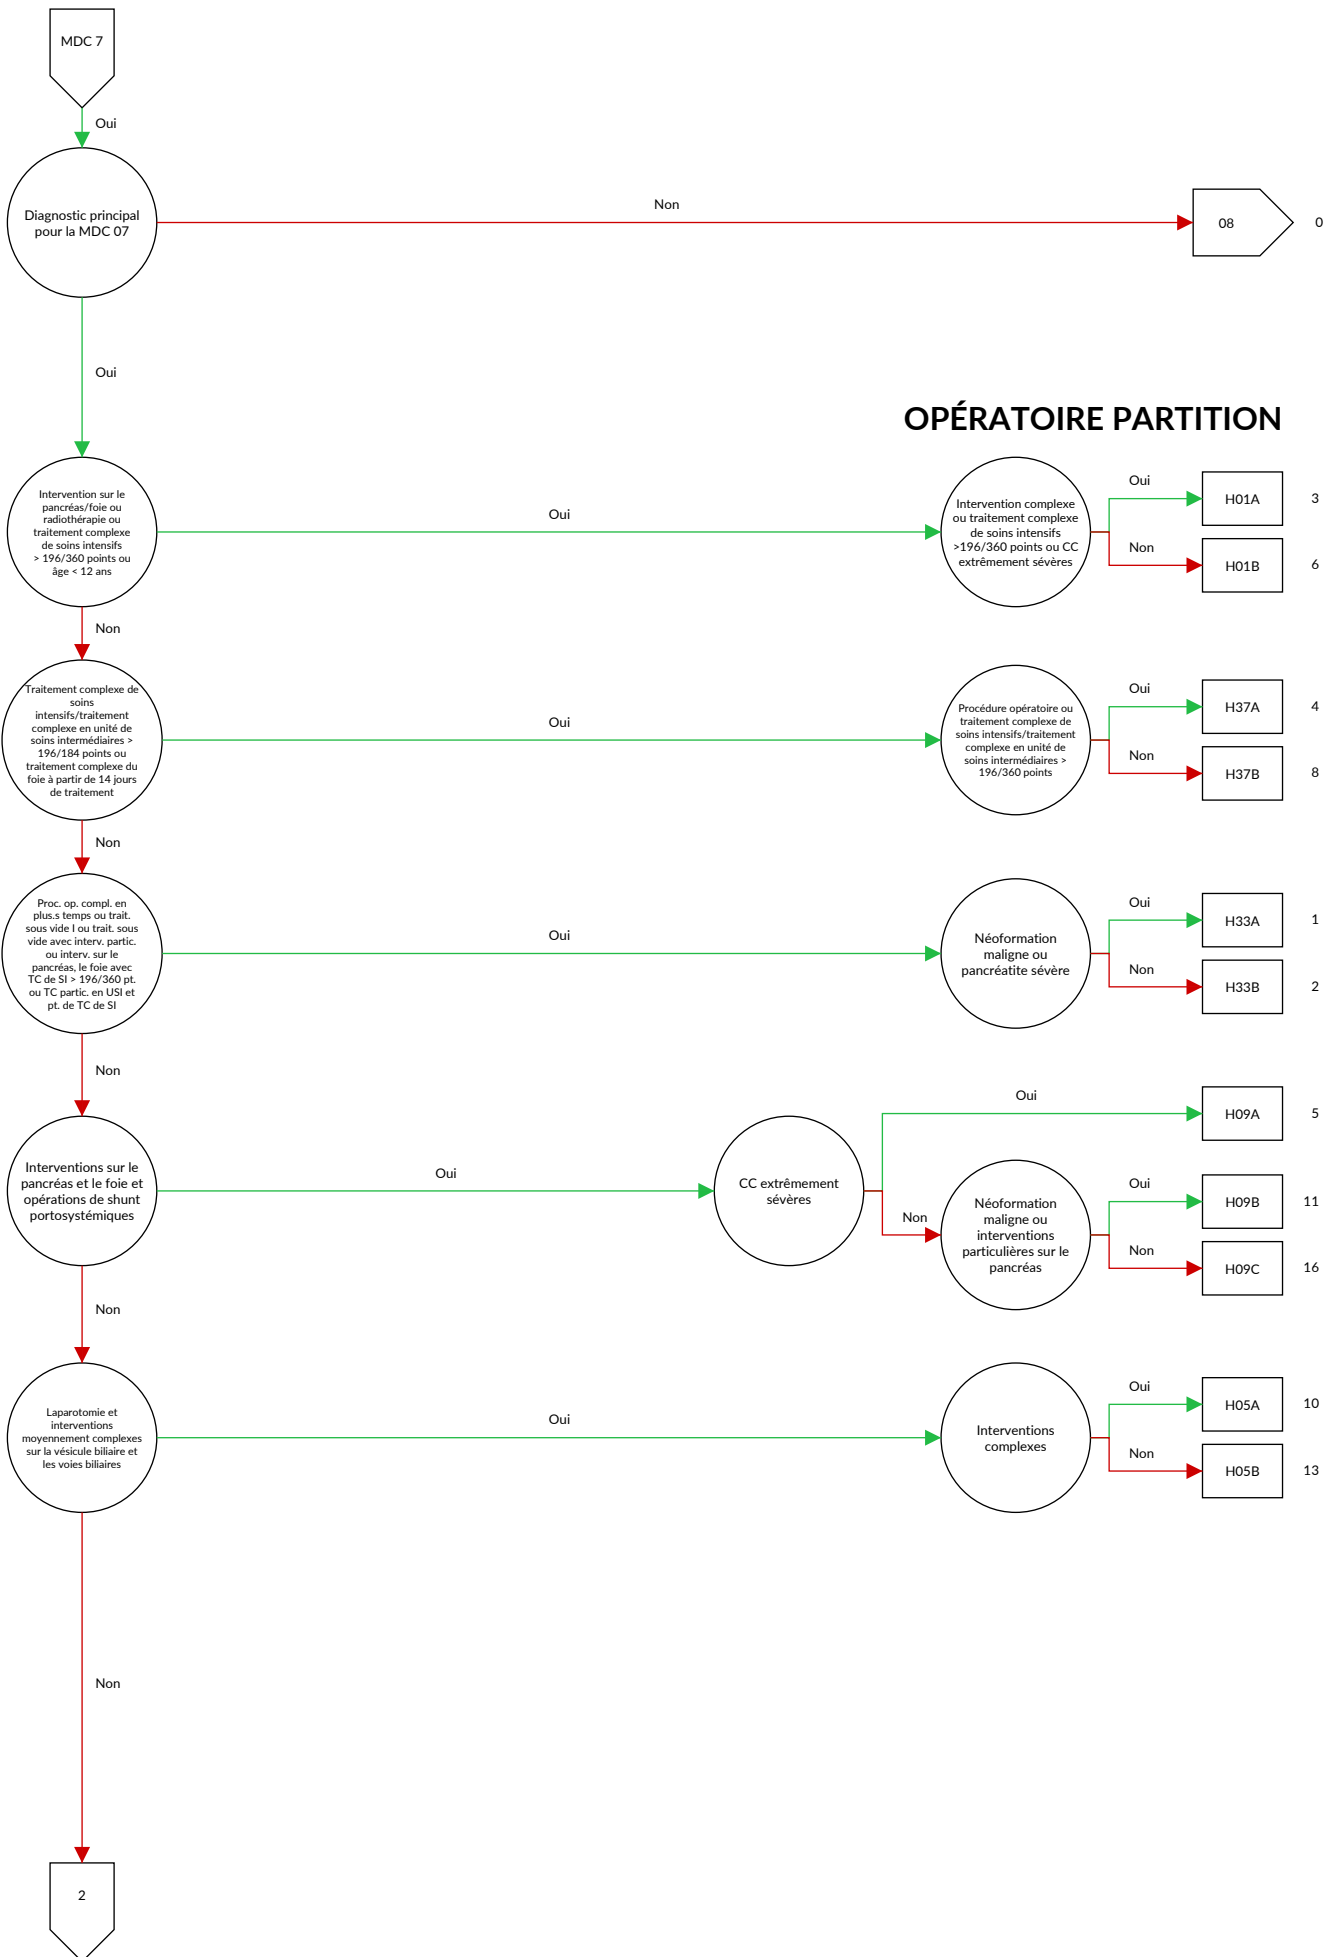 MDC 7
Oui
Diagnostic principal
pour la MDC 07
Non
08
0
Oui
OPÉRATOIRE PARTITION
Intervention sur le
pancréas/foie ou
radiothérapie ou
traitement complexe
de soins intensifs
> 196/360 points ou
âge < 12 ans
Oui
Intervention complexe
ou traitement complexe
de soins intensifs
>196/360 points ou CC
extrêmement sévères
Oui
H01A
3
Non
H01B
6
Non
Traitement complexe de
soins
intensifs/traitement
complexe en unité de
soins intermédiaires >
196/184 points ou
traitement complexe du
foie à partir de 14 jours
de traitement
Oui
Procédure opératoire ou
traitement complexe de
soins intensifs/traitement
complexe en unité de
soins intermédiaires >
196/360 points
Oui
H37A
4
Non
H37B
8
Non
Proc. op. compl. en
plus.s temps ou trait.
sous vide I ou trait. sous
vide avec interv. partic.
ou interv. sur le
pancréas, le foie avec
TC de SI > 196/360 pt.
ou TC partic. en USI et
pt. de TC de SI
Oui
Néoformation
maligne ou
pancréatite sévère
Oui
H33A
1
Non
H33B
2
Non
Interventions sur le
pancréas et le foie et
opérations de shunt
portosystémiques
Oui
CC extrêmement
sévères
Oui
H09A
5
Non
Néoformation
maligne ou
interventions
particulières sur le
pancréas
Oui
H09B
11
Non
H09C
16
Non
Laparotomie et
interventions
moyennement complexes
sur la vésicule biliaire et
les voies biliaires
Oui
Interventions
complexes
Oui
H05A
10
Non
H05B
13
Non
2